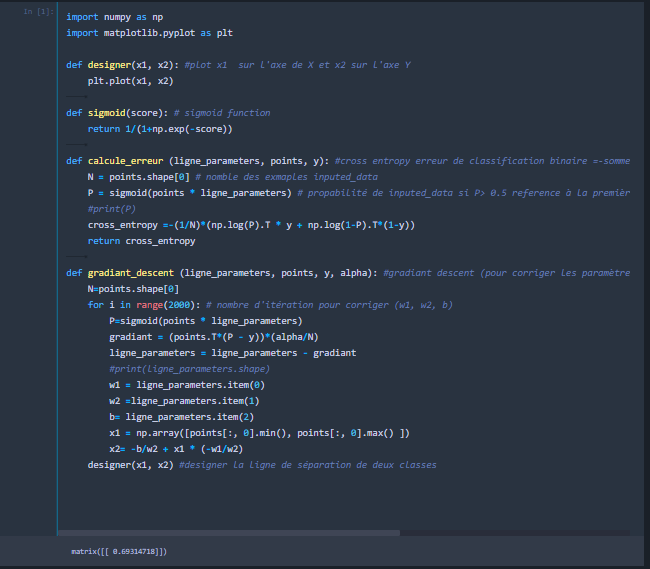 In [1]:
import numpy as np
import matplotlib.pyplot as plt
def designer(x1, x2): #plot x1 sur l'axe de X et x2 sur l'axe Y
plt.plot(x1, x2)
def sigmoid(score): # sigmoid function
return 1/(1+np.exp(-score))
def calcule_erreur (ligne_parameters, points, y): #cross entropy erreur de classification binaire =-somme
N = points.shape[0] # nomble des exmaples inputed_data
P = sigmoid(points * ligne_parameters) # propabilité de inputed_data si P> 0.5 reference à la premièr
#print(P)
cross_entropy =-(1/N)*(np.log(P).T * y + np.log(1-P).T*(1-y))
return cross_entropy
def gradiant_descent (ligne_parameters, points, y, alpha): #gradiant descent (pour corriger les paramètre
N=points.shape[0]
for i in range(2000): # nombre d'itération pour corriger (w1, w2, b)
P=sigmoid(points * ligne_parameters)
gradiant = (points.T*(P - y))*(alpha/N)
ligne_parameters = ligne_parameters - gradiant
#print(ligne_parameters.shape)
w1 = ligne_parameters.item(0)
w2 =ligne_parameters.item(1)
b= ligne_parameters.item(2)
x1 = np.array([points[:, 0].min(), points[:, 0].max() ])
x2= -b/w2 + x1 * (-w1/w2)
designer(x1, x2) #designer la ligne de séparation de deux classes
matrix([[ 0.69314718]])